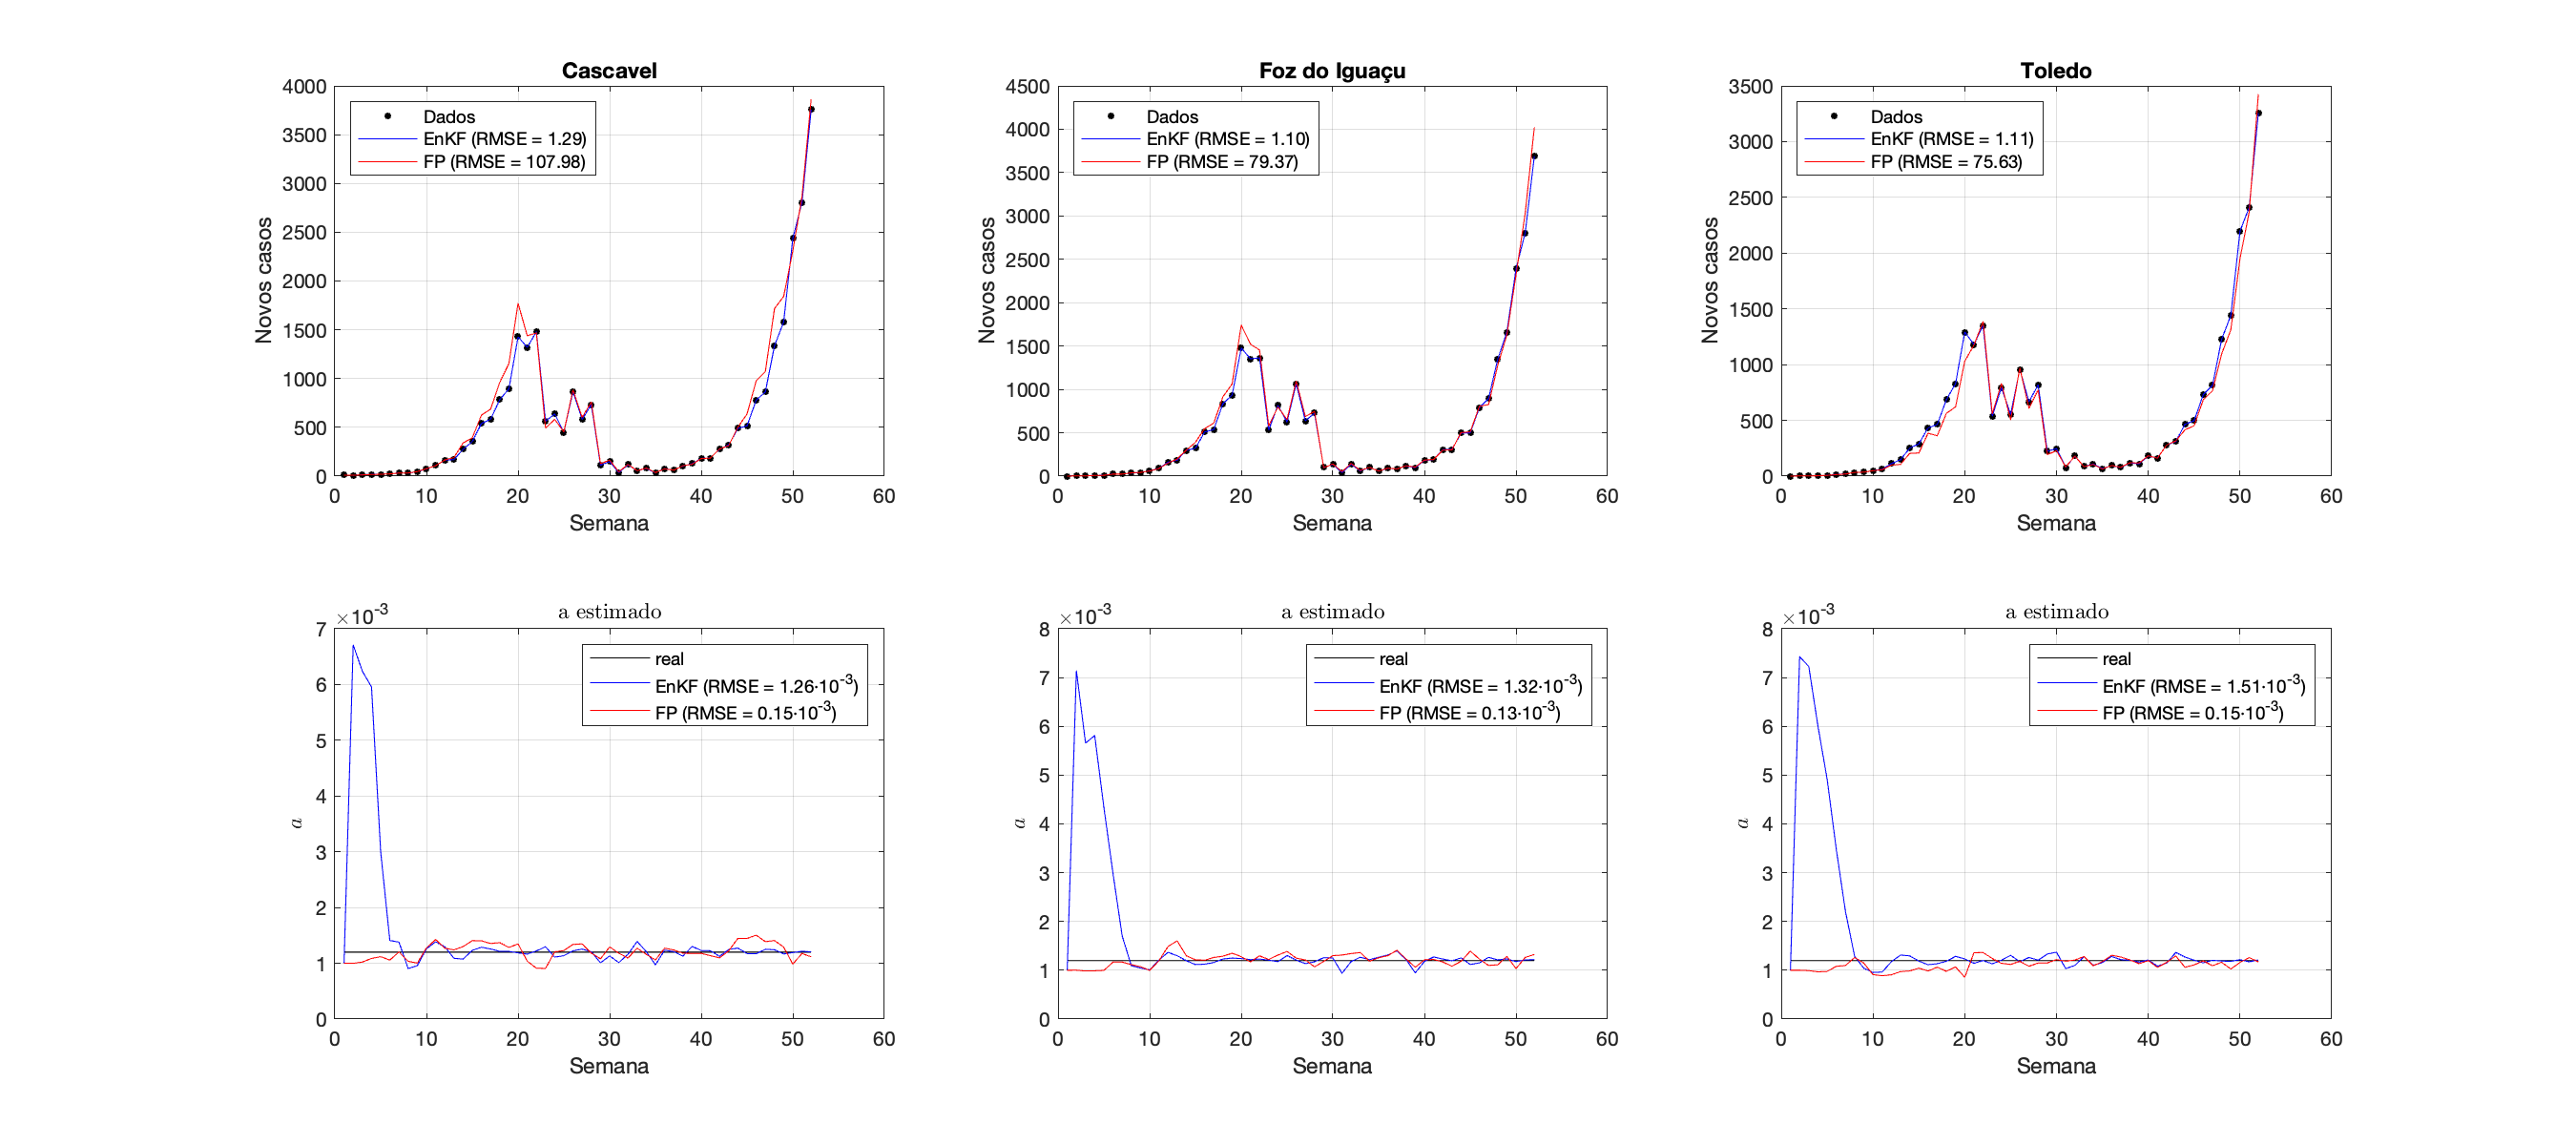 Cascavel
4000
3500
3000
2500
2000
1500
1000
500
0
Novos casos
Dados
EnKF (RMSE = 1.29)
FP (RMSE = 107.98)
0 10 20 30 40 50 60
Semana
Foz do Iguaçu
4500
4000
3500
3000
2500
2000
1500
1000
500
0
Novos casos
Dados
EnKF (RMSE = 1.10)
FP (RMSE = 79.37)
0 10 20 30 40 50 60
Semana
Toledo
3500
3000
2500
2000
1500
1000
500
0
Novos casos
Dados
EnKF (RMSE = 1.11)
FP (RMSE = 75.63)
0 10 20 30 40 50 60
Semana
a estimado
×10⁻³
7
6
5
4
3
2
1
0
a
real
EnKF (RMSE = 1.26·10⁻³)
FP (RMSE = 0.15·10⁻³)
0 10 20 30 40 50 60
Semana
a estimado
×10⁻³
8
7
6
5
4
3
2
1
0
a
real
EnKF (RMSE = 1.32·10⁻³)
FP (RMSE = 0.13·10⁻³)
0 10 20 30 40 50 60
Semana
a estimado
×10⁻³
8
7
6
5
4
3
2
1
0
a
real
EnKF (RMSE = 1.51·10⁻³)
FP (RMSE = 0.15·10⁻³)
0 10 20 30 40 50 60
Semana